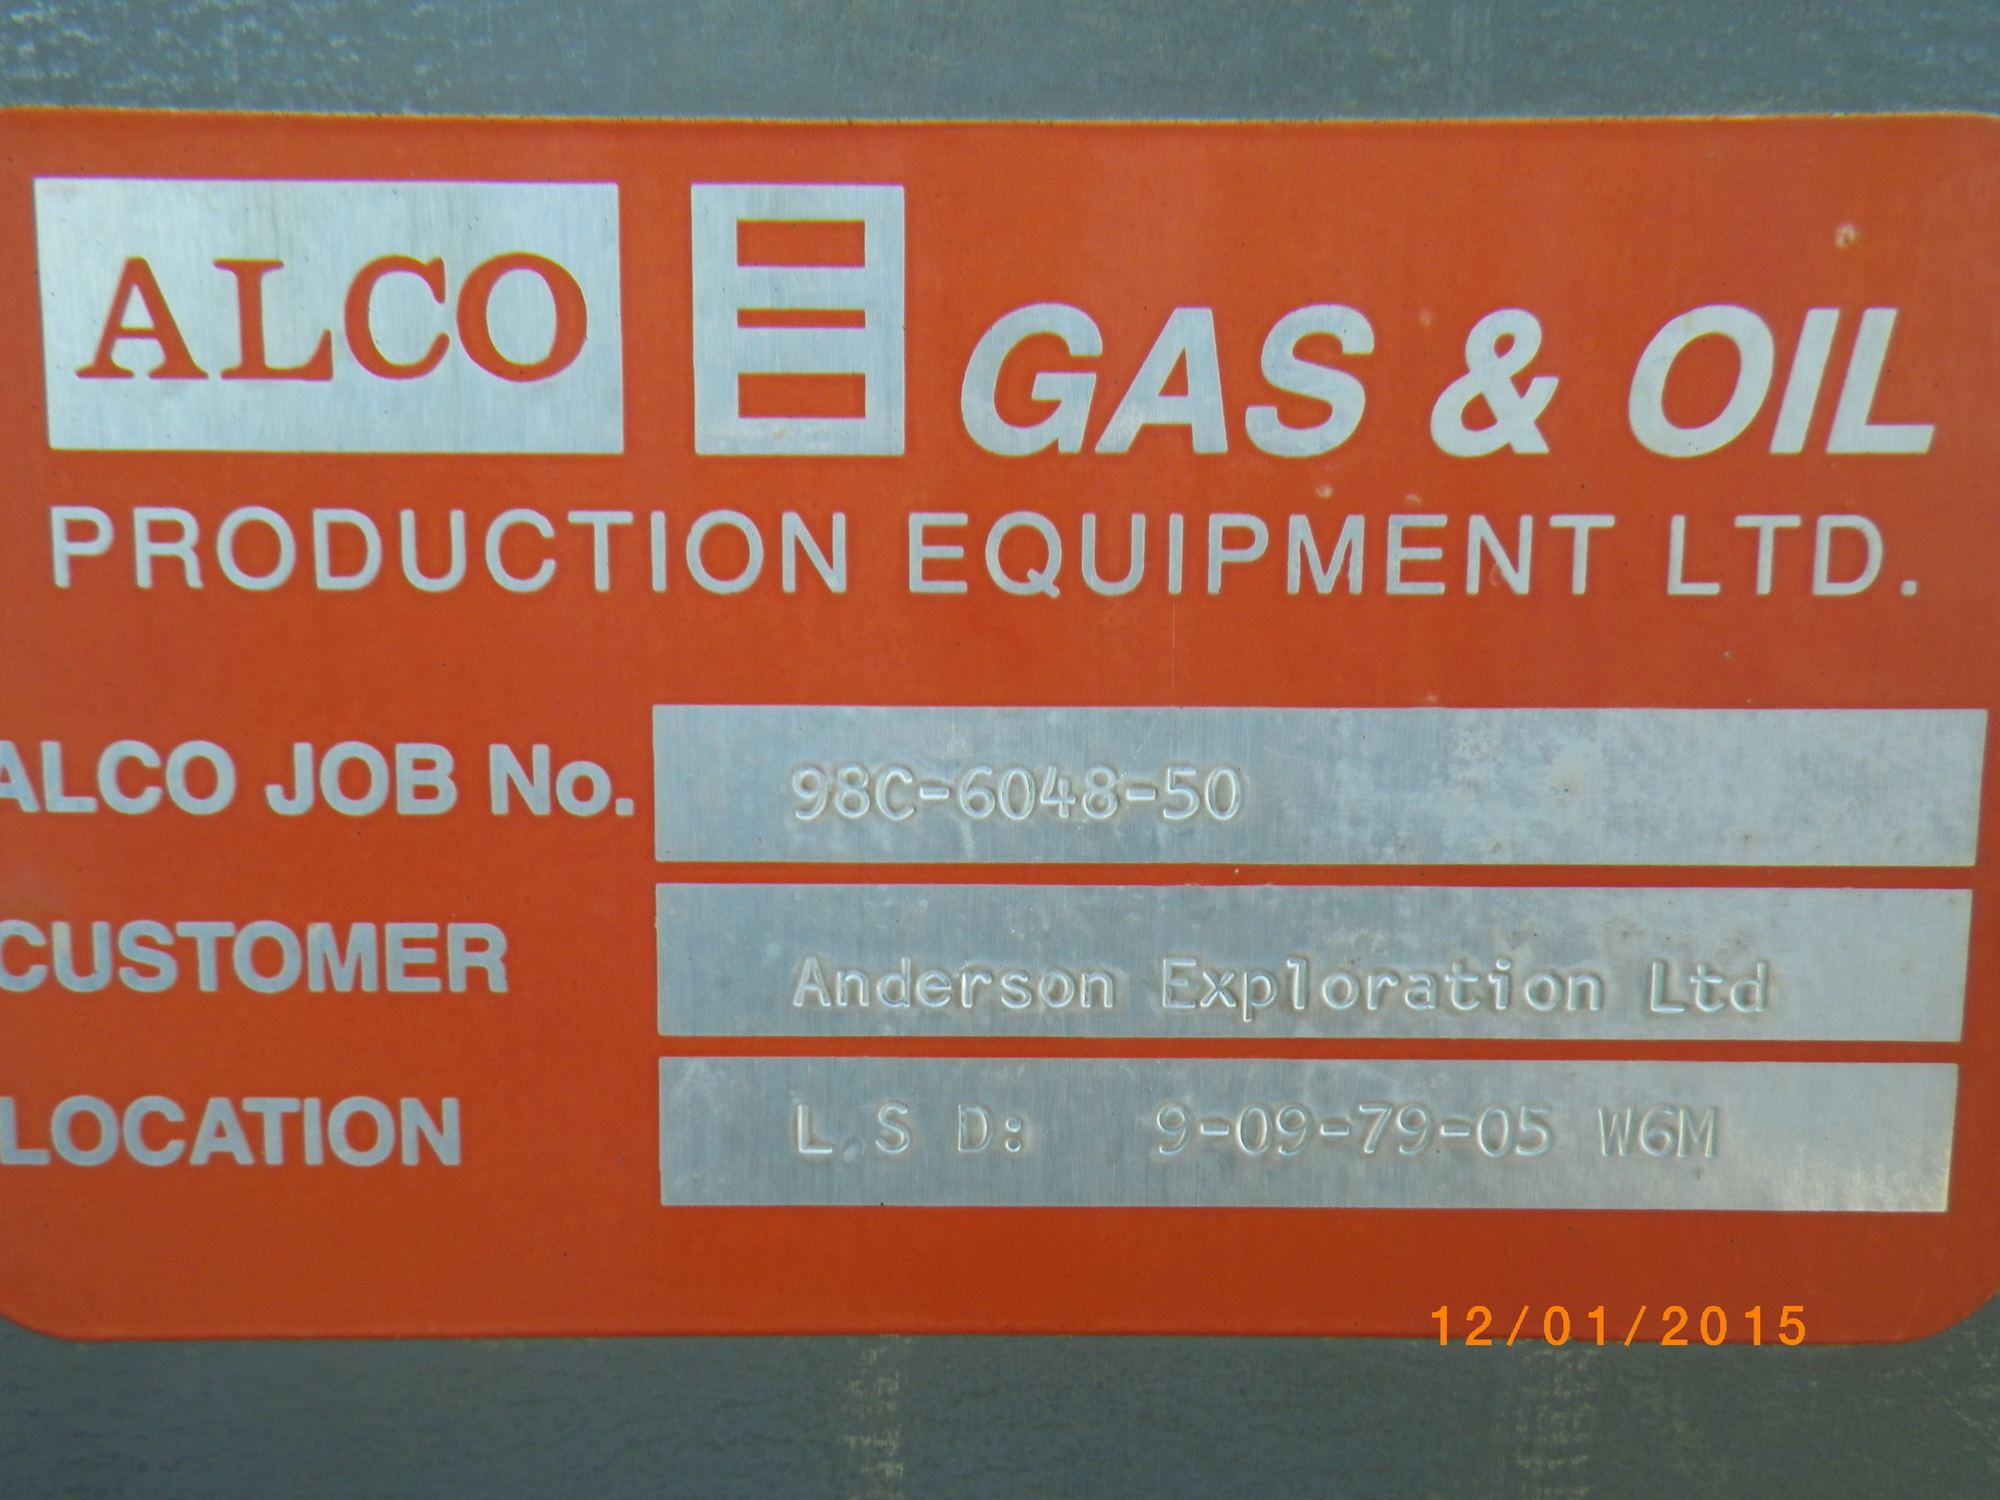 ALCO GAS & OIL
PRODUCTION EQUIPMENT LTD.
ALCO JOB No. 98C-6048-50
CUSTOMER Anderson Exploration Ltd
LOCATION L.S D: 9-09-79-05 W6M
12/01/2015